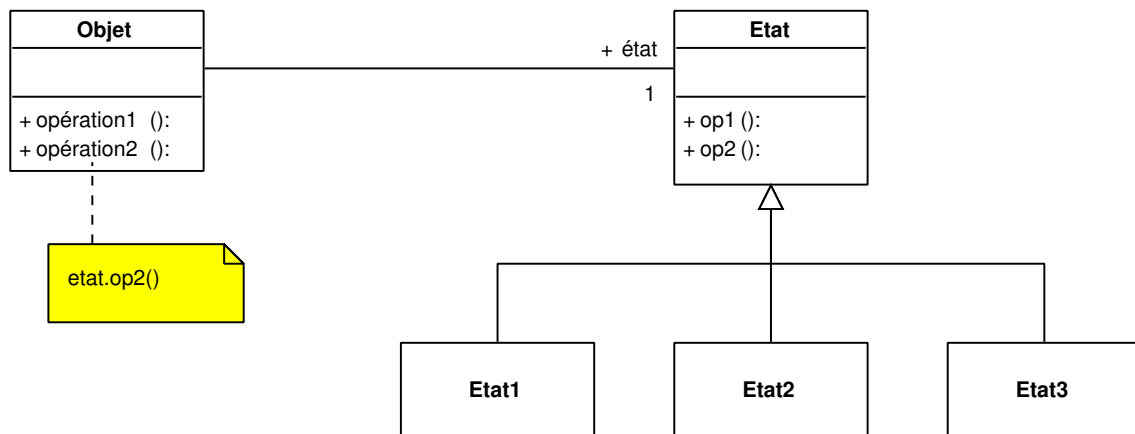 Objet
Etat
+ état
1
+ opération1 ():
+ opération2 ():
+ op1 ():
+ op2 ():
etat.op2()
Etat1
Etat2
Etat3